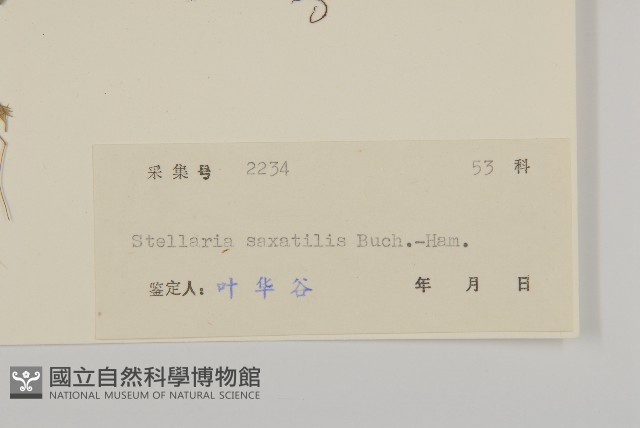 采集号 2234 53 科
Stellaria saxatilis Buch.-Ham.
鉴定人: 叶华谷 年 月 日
國立自然科學博物館
NATIONAL MUSEUM OF NATURAL SCIENCE